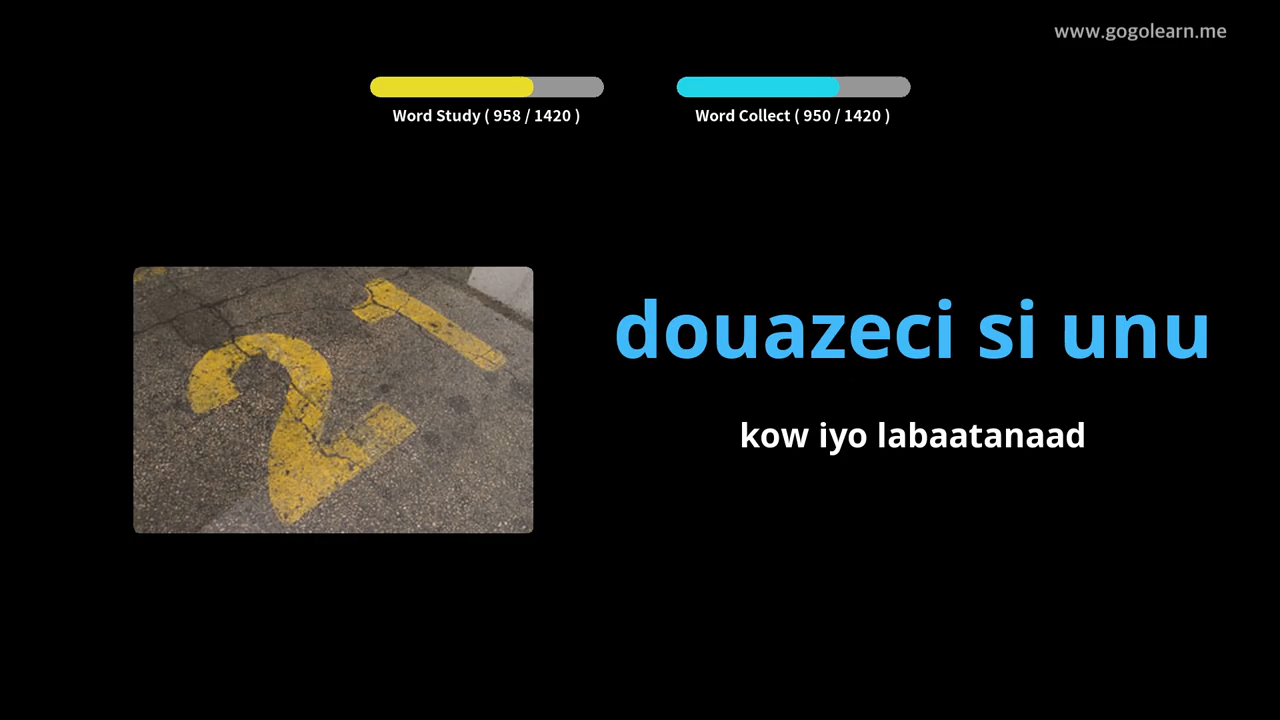 www.gogolearn.me
Word Study ( 958 / 1420 )
Word Collect ( 950 / 1420 )
21
douazeci si unu
kow iyo labaatanaad